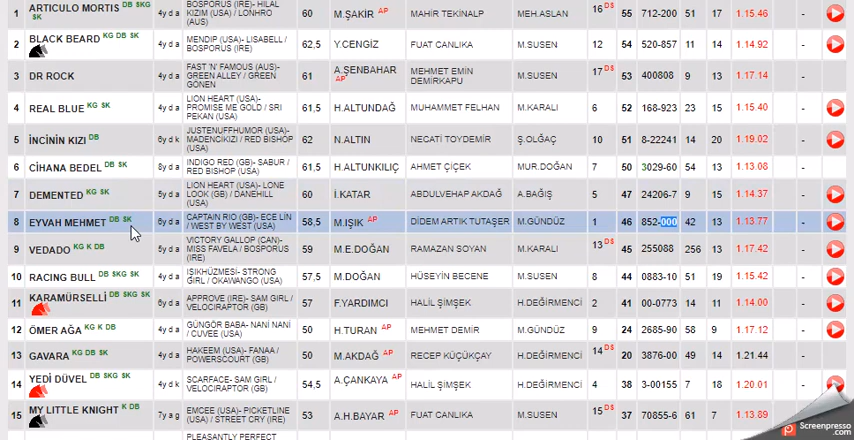 1 ARTICULO MORTIS DB $KG $K 4y d a BOSPORUS (IRE)- HILAL KIZIM (USA) / LONHRO (AUS) 60 M.ŞAKİR AP MAHİR TEKİNALP MEH.ASLAN 16 DS 55 712-200 51 17 1.15.46 -
2 BLACK BEARD KG DB $K 4y d a MENDIP (USA)- LISABELL / BOSPORUS (IRE) 62,5 Y.CENGİZ FUAT CANLIKA M.SUSEN 12 54 520-857 11 14 1.14.92 -
3 DR ROCK 4y d a FAST 'N' FAMOUS (AUS)- GREEN ALLEY / GREEN GÖNEN 61 A.ŞENBAHAR AP MEHMET EMİN DEMİRKAPU M.SUSEN 17 DS 53 400808 9 13 1.17.14 -
4 REAL BLUE KG $K 4y d a LION HEART (USA)- PROMISE ME GOLD / SRI PEKAN (USA) 61,5 H.ALTUNDAĞ MUHAMMET FELHAN M.KARALI 6 52 168-923 23 15 1.15.40 -
5 İNCİNİN KIZI DB 6y d k JUSTENUFFHUMOR (USA)- MADENCİKIZI / RED BISHOP (USA) 62 N.ALTIN NECATİ TOYDEMİR Ş.OLGAÇ 10 51 8-22241 14 20 1.19.02 -
6 CİHANA BEDEL DB $K 8y d a INDIGO RED (GB)- SABUR / RED BISHOP (USA) 61,5 H.ALTUNKILIÇ AHMET ÇİÇEK MUR.DOĞAN 7 50 3029-60 54 13 1.13.08 -
7 DEMENTED KG $K 5y d a LION HEART (USA)- LONE LOOK (GB) / DANEHILL (USA) 60 İ.KATAR ABDULVEHAP AKDAĞ A.BAĞIŞ 5 47 24206-7 9 15 1.14.37 -
8 EYVAH MEHMET DB $K 6y d a CAPTAIN RIO (GB)- ECE LİN / WEST BY WEST (USA) 58,5 M.IŞIK AP DİDEM ARTIK TUTAŞER M.GÜNDÜZ 1 46 852-000 42 13 1.13.77 -
9 VEDADO KG K DB 5y d a VICTORY GALLOP (CAN)- MISS FAVELA / BOSPORUS (IRE) 59 M.E.DOĞAN RAMAZAN SOYAN M.KARALI 13 DS 45 255088 256 13 1.17.42 -
10 RACING BULL DB $KG $K 4y d a IŞIKHÜZMESİ- STRONG GIRL / OKAWANGO (USA) 57,5 M.DOĞAN HÜSEYİN BECENE M.SUSEN 8 44 0883-10 51 19 1.15.42 -
11 KARAMÜRSELLİ DB $KG $K 6y d a APPROVE (IRE)- SAM GIRL / VELOCIRAPTOR (GB) 57 F.YARDIMCI HALİL ŞİMŞEK H.DEĞİRMENCİ 2 41 00-0773 14 10 1.14.00 -
12 ÖMER AĞA KG K DB 4y d a GÜNGÖR BABA- NANİ NANİ / CUVEE (USA) 50 H.TURAN AP MEHMET DEMİR M.GÜNDÜZ 9 24 2685-90 58 9 1.17.12 -
13 GAVARA KG DB $K 4y d a HAKEEM (USA)- FANAA / POWERSCOURT (GB) 50 M.AKDAĞ AP RECEP KÜÇÜKÇAY H.DEĞİRMENCİ 14 DS 20 3876-00 49 14 1.21.44 -
14 YEDİ DÜVEL DB $KG $K 4y d k SCARFACE- SAM GIRL / VELOCIRAPTOR (GB) 54,5 A.ÇANKAYA AP HALİL ŞİMŞEK H.DEĞİRMENCİ 4 38 3-00155 7 18 1.20.01 -
15 MY LITTLE KNIGHT K DB 7y a g EMCEE (USA)- PICKETLINE (USA) / STREET CRY (IRE) 53 A.H.BAYAR AP FUAT CANLIKA M.SUSEN 15 DS 37 70855-6 61 7 1.13.89
PLEASANTLY PERFECT
Screenpresso
.com